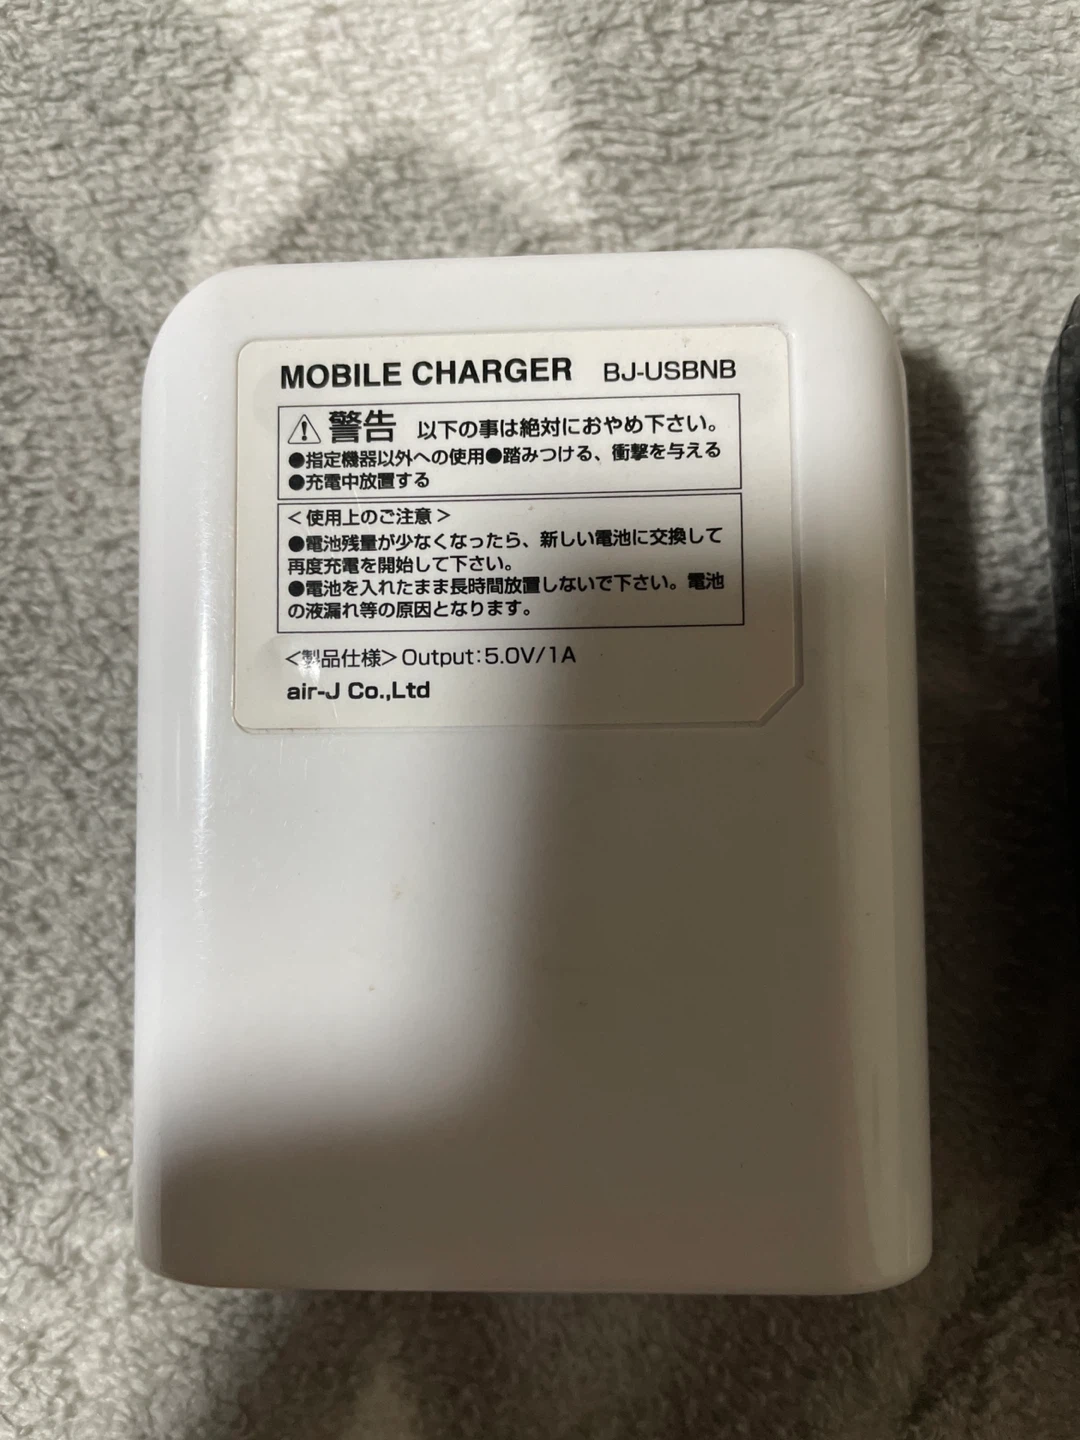 MOBILE CHARGER BJ-USBNB
警告 以下の事は絶対におやめ下さい。
●指定機器以外への使用●踏みつける、衝撃を与える
●充電中放置する
＜使用上のご注意＞
●電池残量が少なくなったら、新しい電池に交換して
再度充電を開始して下さい。
●電池を入れたまま長時間放置しないで下さい。電池
の液漏れ等の原因となります。
＜製品仕様＞Output:5.0V/1A
air-J Co.,Ltd